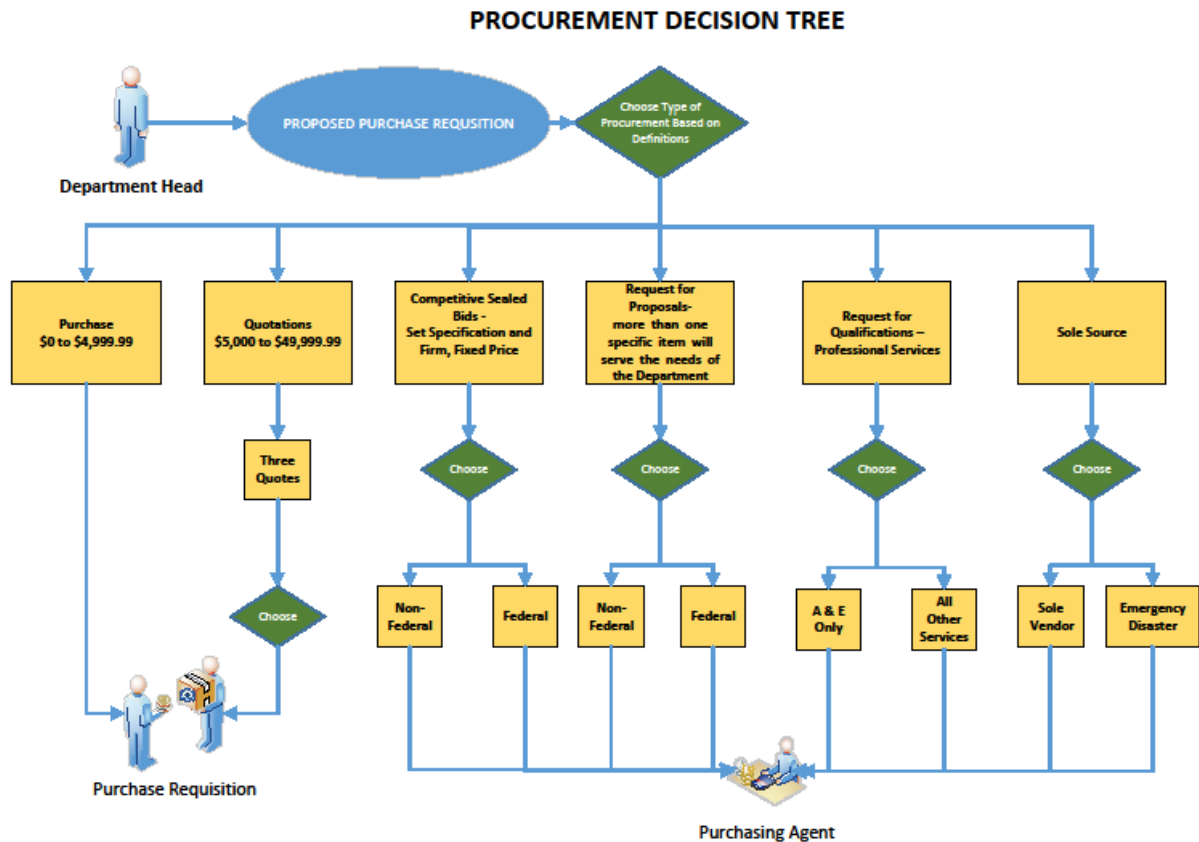 PROCUREMENT DECISION TREE
PROPOSED PURCHASE REQUSITION
Choose Type of
Procurement Based on
Definitions
Department Head
Purchase
$0 to $4,999.99
Quotations
$5,000 to $49,999.99
Competitive Sealed
Bids -
Set Specification and
Firm, Fixed Price
Request for
Proposals-
more than one
specific item will
serve the needs of
the Department
Request for
Qualifications –
Professional Services
Sole Source
Three
Quotes
Choose
Choose
Choose
Choose
Choose
Non-
Federal
Federal
Non-
Federal
Federal
A & E
Only
All
Other
Services
Sole
Vendor
Emergency
Disaster
Purchase Requisition
Purchasing Agent